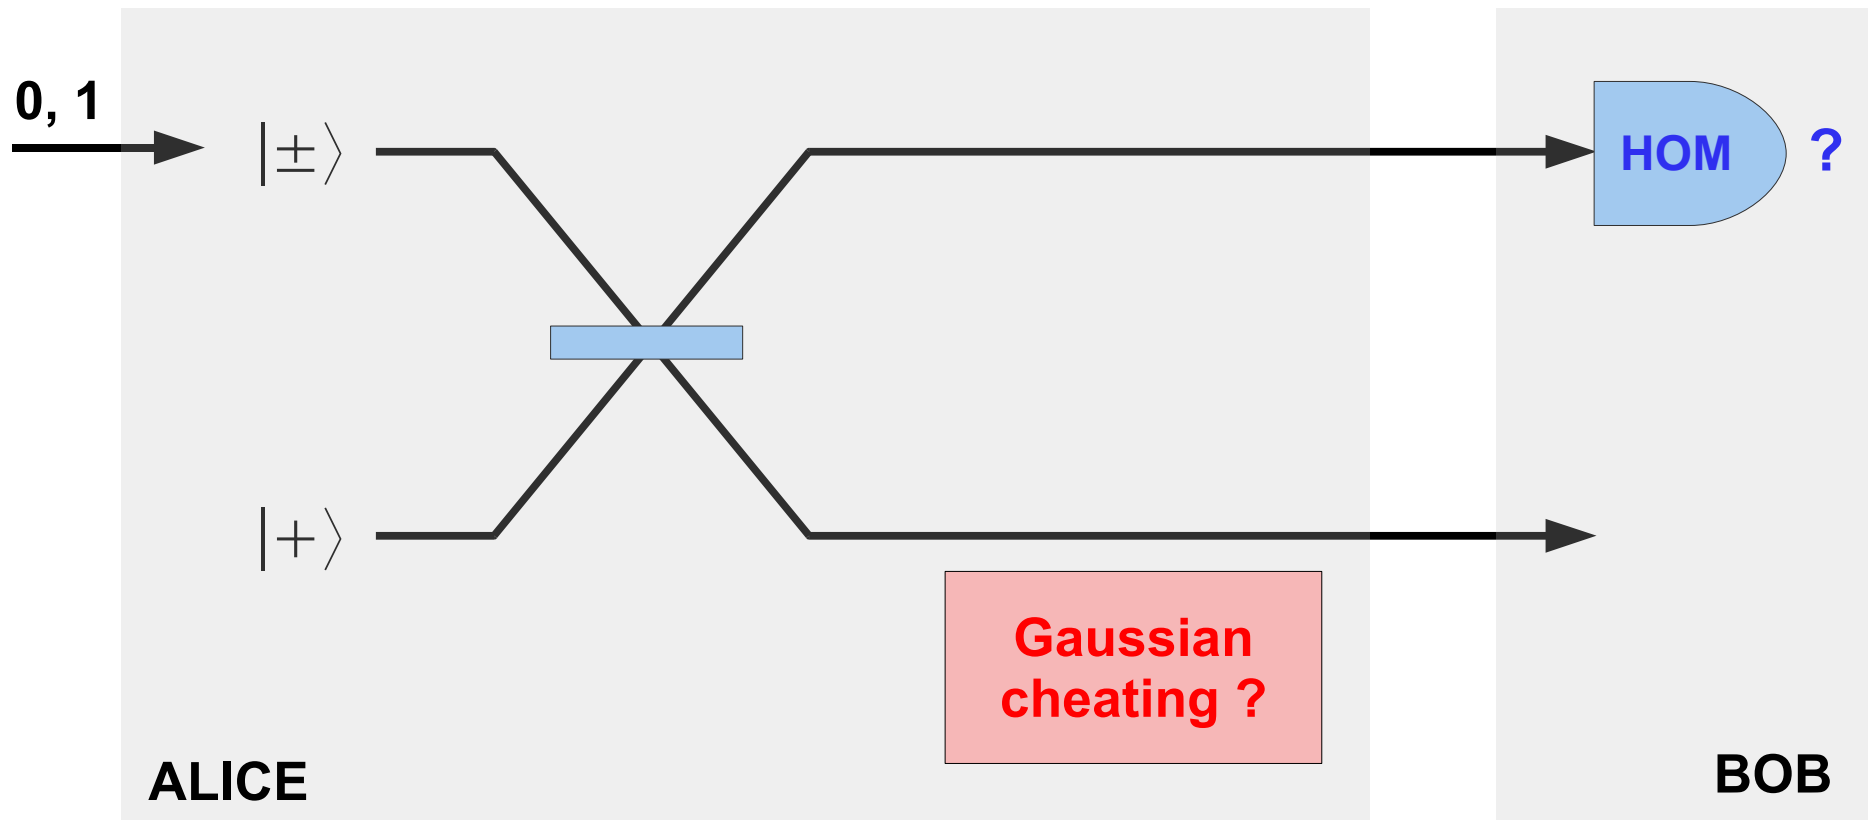 0, 1
|±⟩
HOM ?
|+⟩
Gaussian
cheating ?
ALICE
BOB